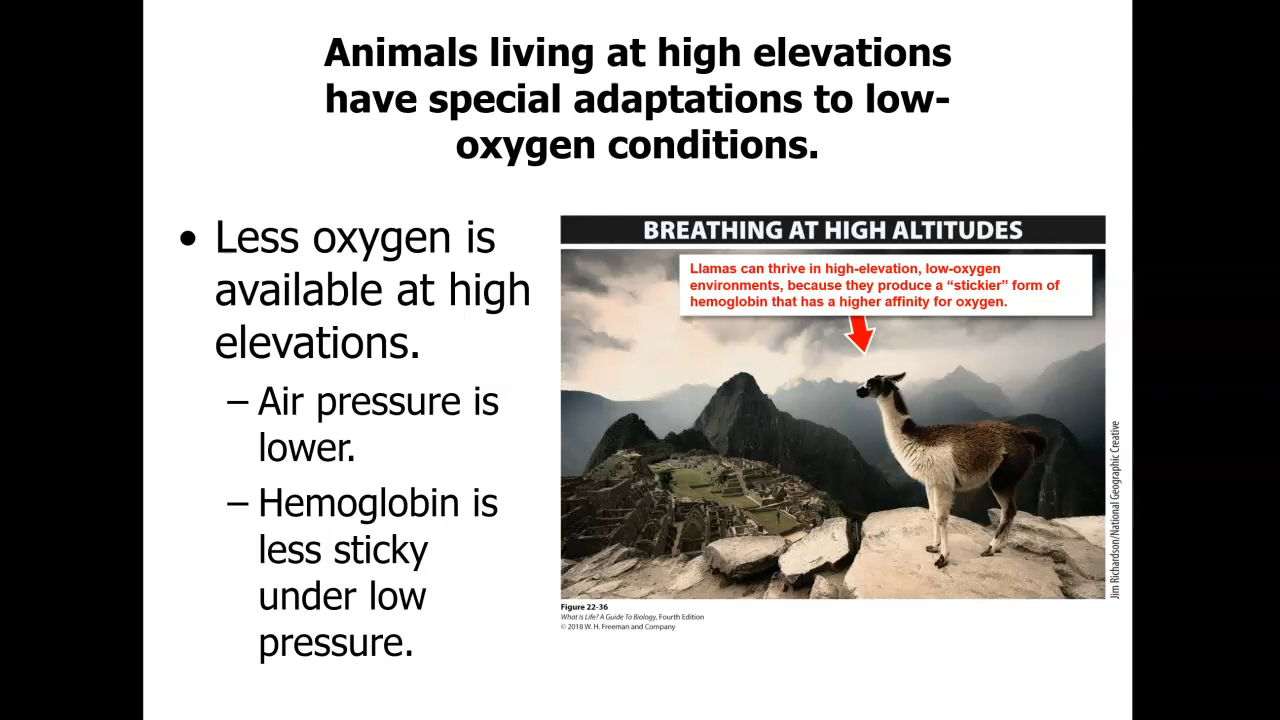 Animals living at high elevations
have special adaptations to low-
oxygen conditions.
• Less oxygen is
available at high
elevations.
– Air pressure is
lower.
– Hemoglobin is
less sticky
under low
pressure.
BREATHING AT HIGH ALTITUDES
Llamas can thrive in high-elevation, low-oxygen
environments, because they produce a “stickier” form of
hemoglobin that has a higher affinity for oxygen.
Jim Richardson/National Geographic Creative
Figure 22-36
What Is Life? A Guide To Biology, Fourth Edition
© 2018 W. H. Freeman and Company